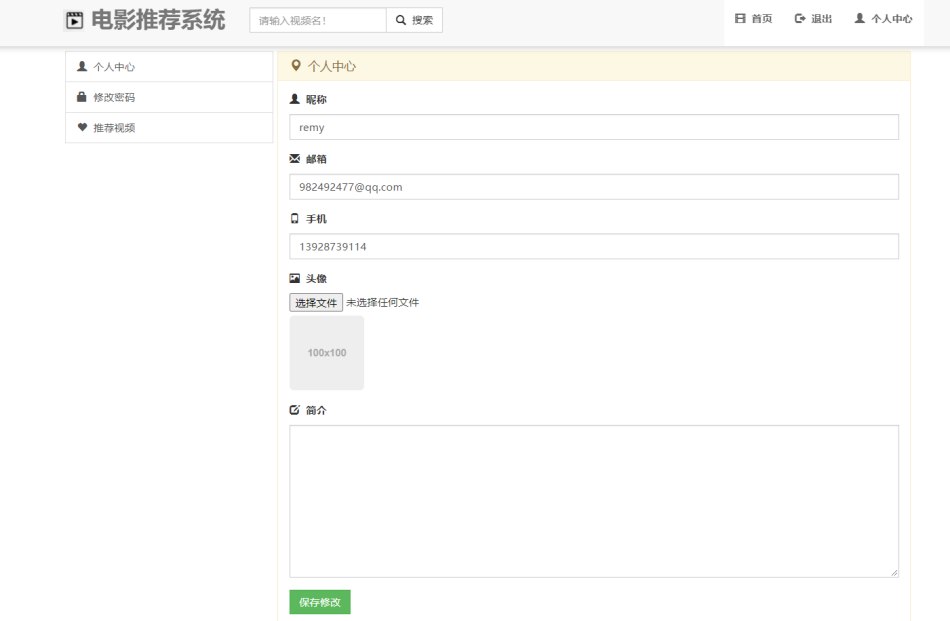 电影推荐系统 请输入视频名! 搜索 首页 退出 个人中心
个人中心
修改密码
推荐视频
个人中心
昵称
remy
邮箱
982492477@qq.com
手机
13928739114
头像
选择文件 未选择任何文件
100x100
简介
保存修改